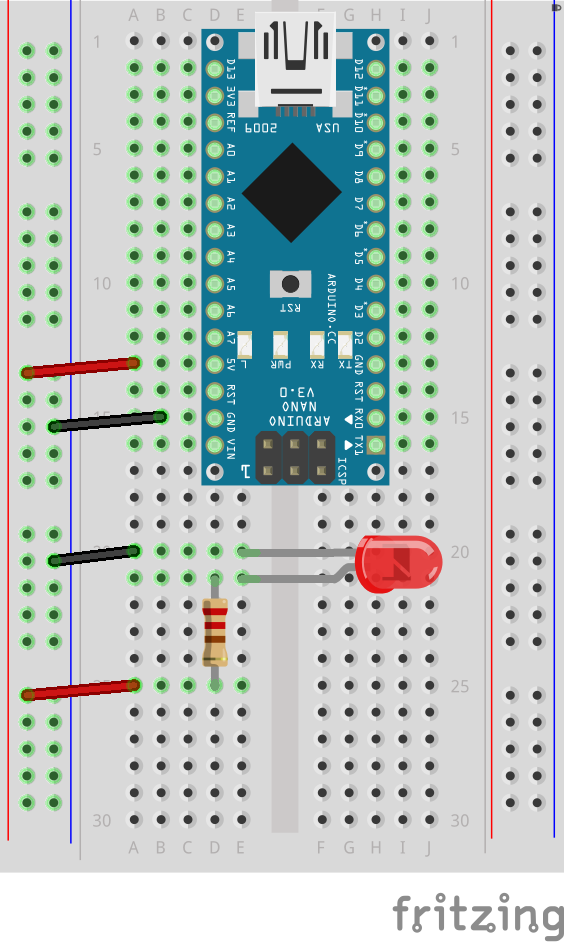 A B C D E F G H I J
1 1
5 5
10 10
15 15
20 20
25 25
30 30
A B C D E F G H I J
D13
3V3
REF
A0
A1
A2
A3
A4
A5
A6
A7
5V
RST
GND
VIN
D12
D11
D10
D9
D8
D7
D6
D5
D4
D3
D2
GND
RST
RX0
TX1
2009
USA
RST
ARDUINO.CC
L
PWR
RX
TX
ARDUINO
NANO
V3.0
ICSP
1
fritzing